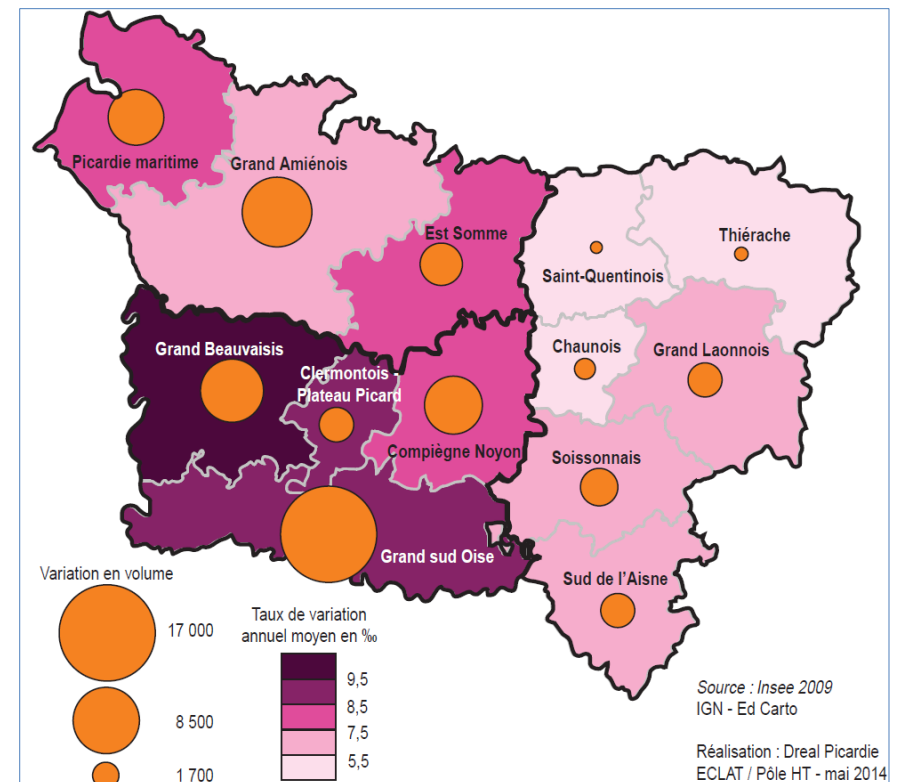 Picardie maritime
Grand Amiénois
Est Somme
Thiérache
Saint-Quentinois
Grand Beauvaisis
Clermontois -
Plateau Picard
Chaunois
Grand Laonnois
Compiègne Noyon
Soissonnais
Grand sud Oise
Sud de l'Aisne
Variation en volume
17 000
8 500
1 700
Taux de variation
annuel moyen en ‰
9,5
8,5
7,5
5,5
Source : Insee 2009
IGN - Ed Carto
Réalisation : Dreal Picardie
ECLAT / Pôle HT - mai 2014